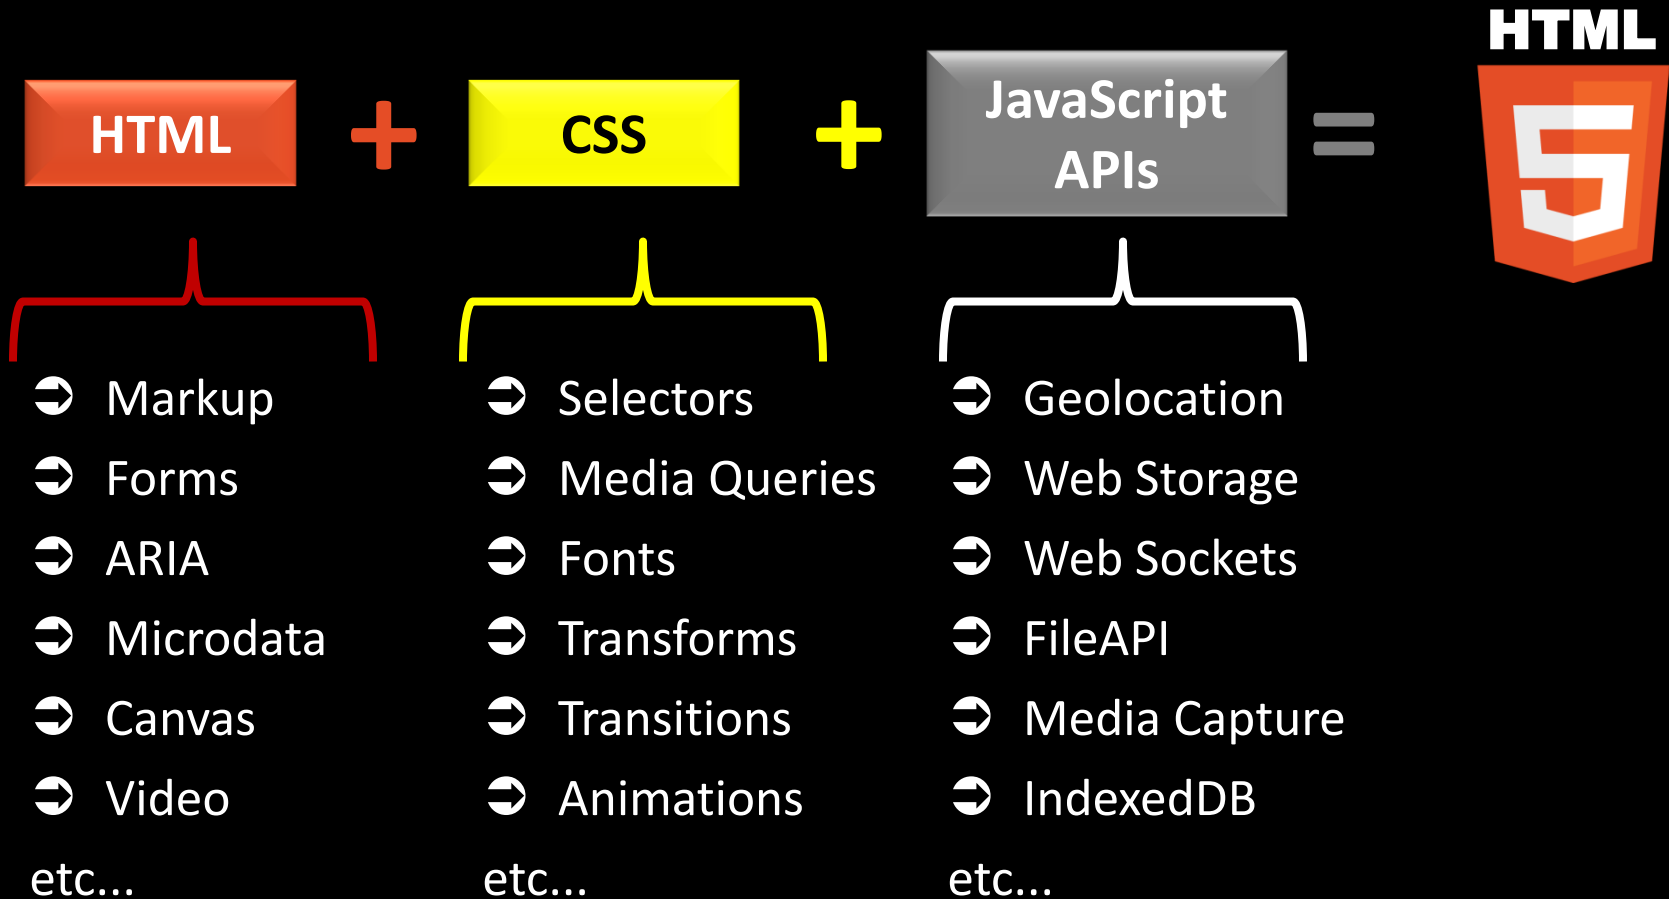 HTML + CSS + JavaScript APIs = HTML 5
Markup
Forms
ARIA
Microdata
Canvas
Video
etc...
Selectors
Media Queries
Fonts
Transforms
Transitions
Animations
etc...
Geolocation
Web Storage
Web Sockets
FileAPI
Media Capture
IndexedDB
etc...